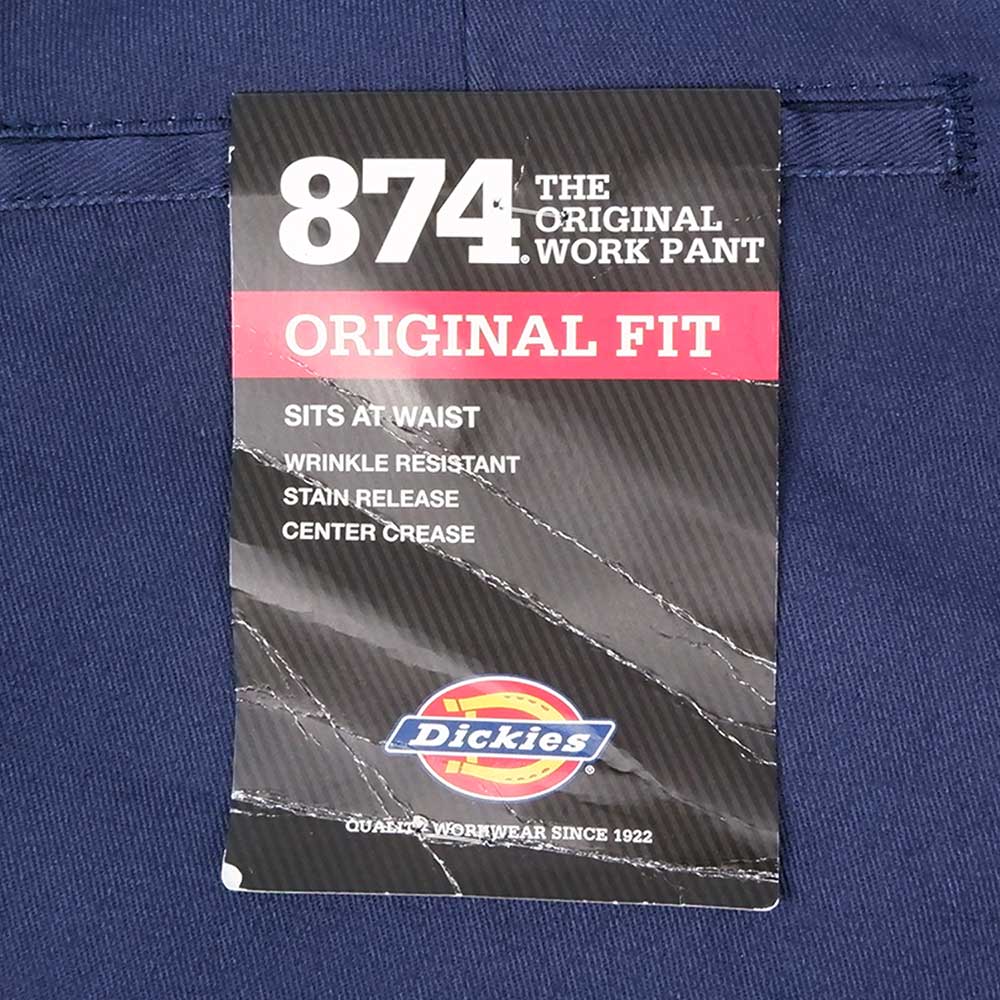 874®
THE
ORIGINAL
WORK PANT
ORIGINAL FIT
SITS AT WAIST
WRINKLE RESISTANT
STAIN RELEASE
CENTER CREASE
Dickies®
QUALITY WORKWEAR SINCE 1922